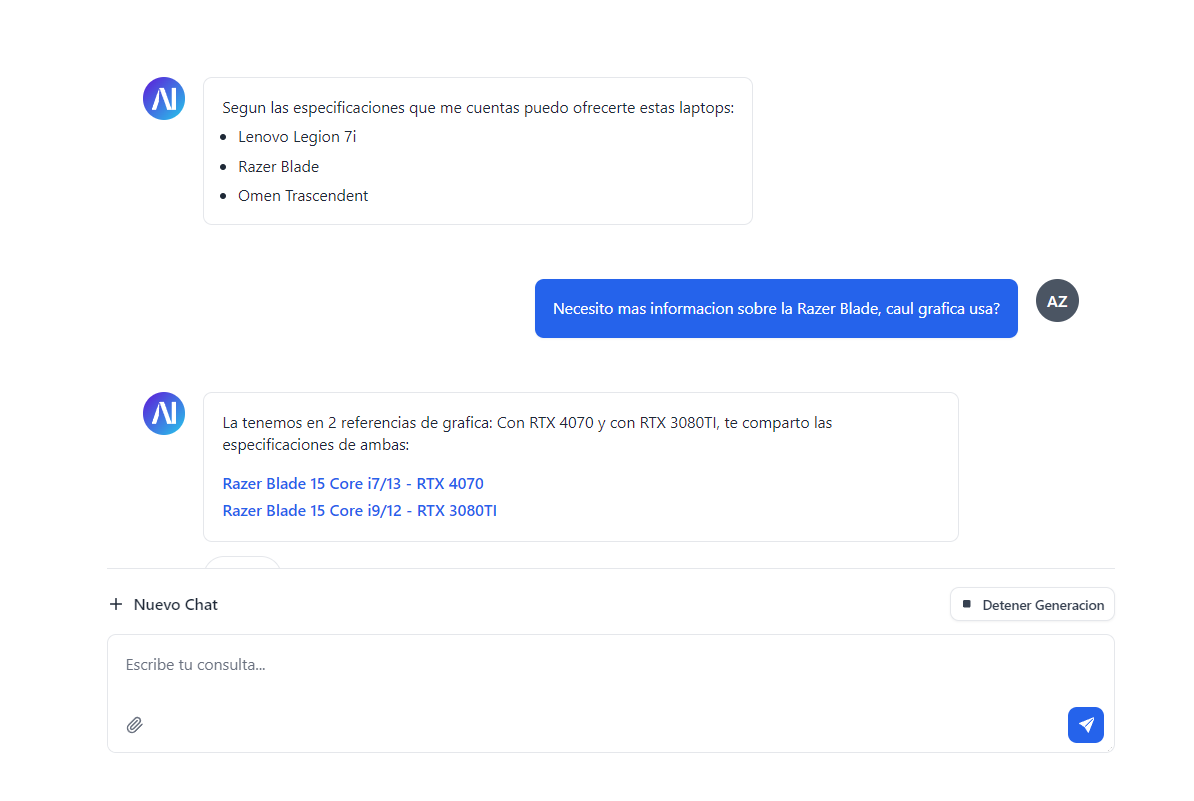 AI
Segun las especificaciones que me cuentas puedo ofrecerte estas laptops:
Lenovo Legion 7i
Razer Blade
Omen Trascendent
Necesito mas informacion sobre la Razer Blade, caul grafica usa?
AZ
AI
La tenemos en 2 referencias de grafica: Con RTX 4070 y con RTX 3080TI, te comparto las
especificaciones de ambas:
Razer Blade 15 Core i7/13 - RTX 4070
Razer Blade 15 Core i9/12 - RTX 3080TI
Nuevo Chat
Detener Generacion
Escribe tu consulta...